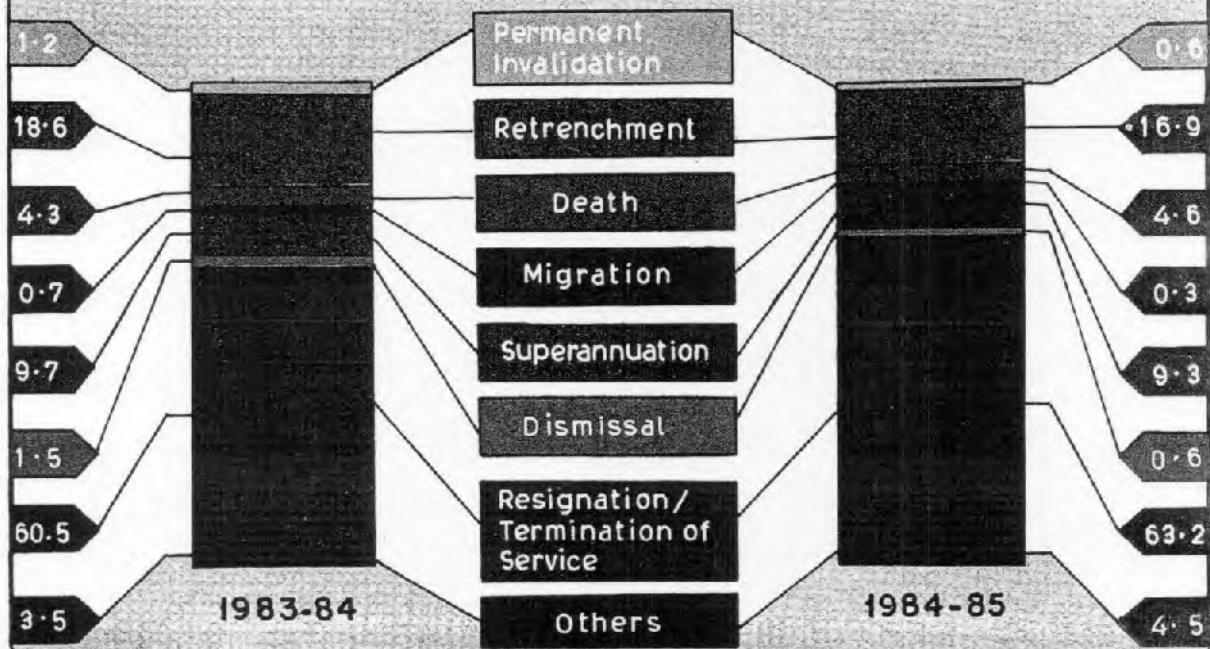 1·2
18·6
4·3
0·7
9·7
1·5
60.5
3·5
1983-84
Permanent
Invalidation
Retrenchment
Death
Migration
Superannuation
Dismissal
Resignation/
Termination of
Service
Others
1984-85
0·6
·16·9
4·6
0·3
9·3
0·6
63·2
4·5